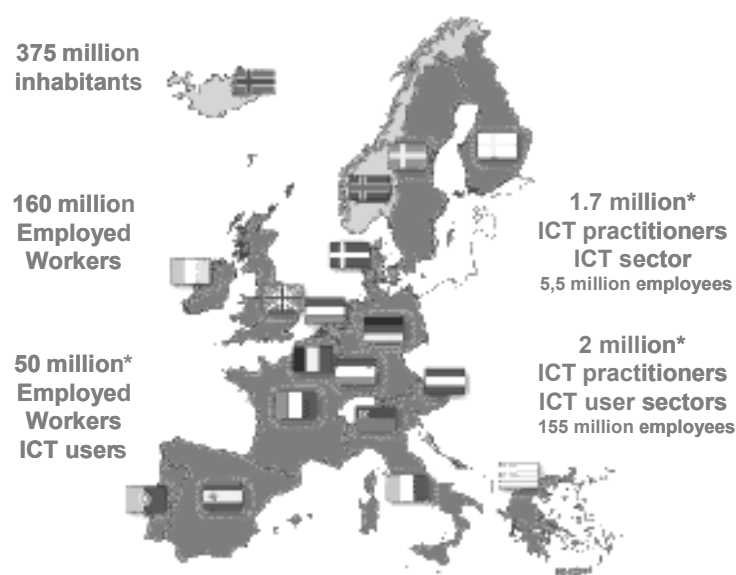 375 million
inhabitants
160 million
Employed
Workers
50 million*
Employed
Workers
ICT users
1.7 million*
ICT practitioners
ICT sector
5,5 million employees
2 million*
ICT practitioners
ICT user sectors
155 million employees